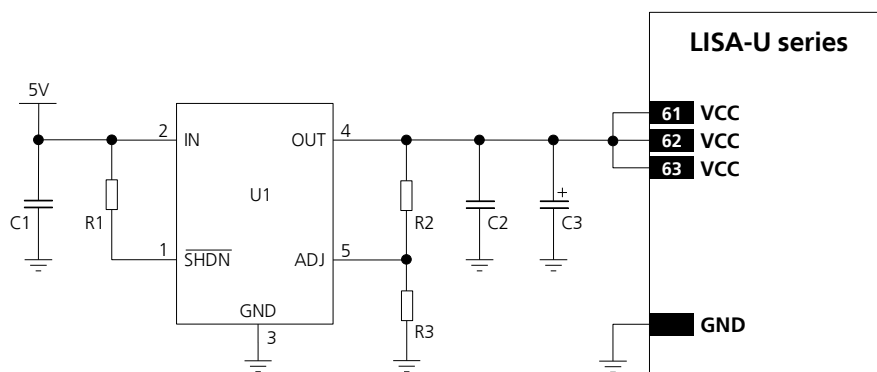 LISA-U series
5V
61 VCC
2 IN OUT 4
62 VCC
63 VCC
U1
C1 R1 R2 C2 C3
+
1 SHDN ADJ 5
GND
3
R3
GND